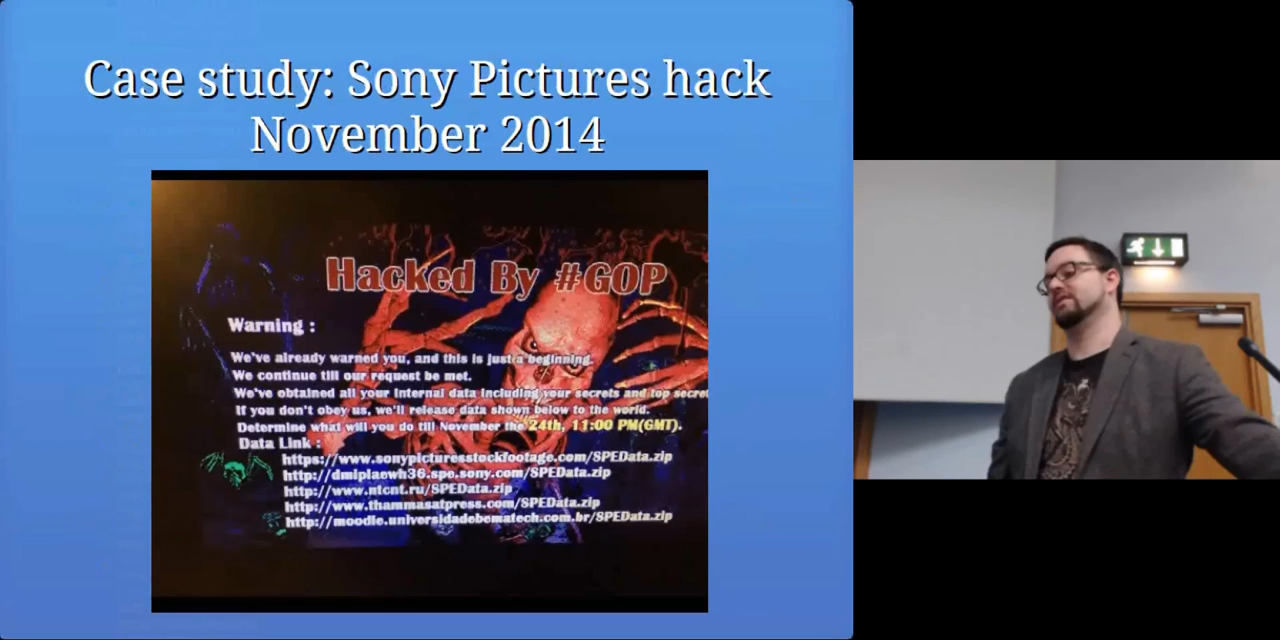 Case study: Sony Pictures hack
November 2014
Hacked By #GOP
Warning :
We've already warned you, and this is just a beginning.
We continue till our request be met.
We've obtained all your internal data including your secrets and top secret
If you don't obey us, we'll release data shown below to the world.
Determine what will you do till November the 24th, 11:00 PM(GMT).
Data Link :
https://www.sonypicturesstockfootage.com/SPEData.zip
http://dmiplaewh36.spe.sony.com/SPEData.zip
http://www.ntcnt.ru/SPEData.zip
http://www.thammasatpress.com/SPEData.zip
http://moodle.universidadebematech.com.br/SPEData.zip